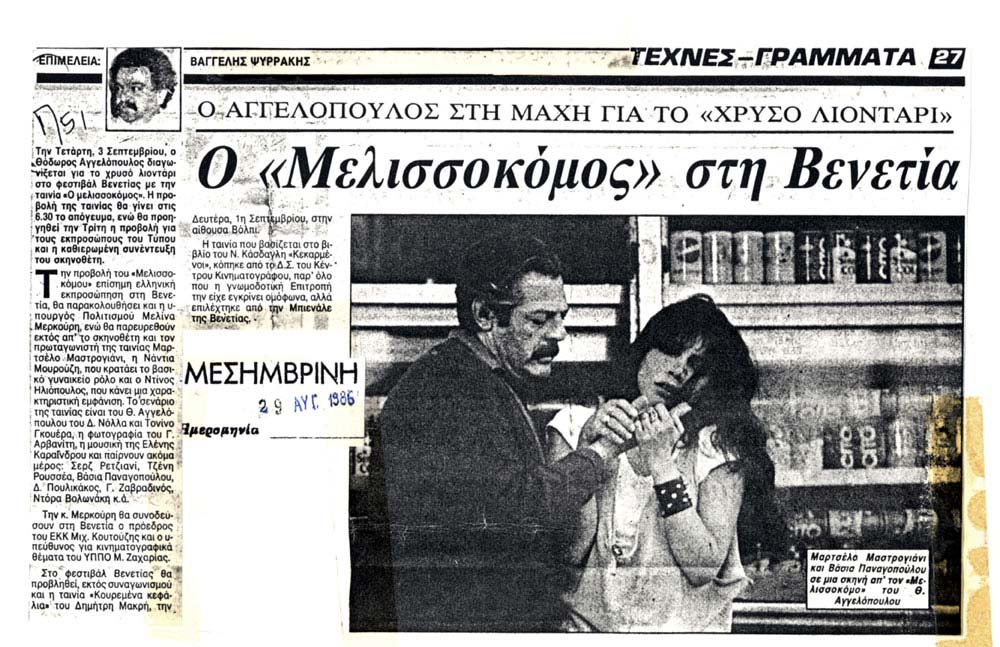 ΕΠΙΜΕΛΕΙΑ:
ΒΑΓΓΕΛΗΣ ΨΥΡΡΑΚΗΣ
ΤΕΧΝΕΣ–ΓΡΑΜΜΑΤΑ 27
Ο ΑΓΓΕΛΟΠΟΥΛΟΣ ΣΤΗ ΜΑΧΗ ΓΙΑ ΤΟ «ΧΡΥΣΟ ΛΙΟΝΤΑΡΙ»
Ο «Μελισσοκόμος» στη Βενετία
Την Τετάρτη, 3 Σεπτεμβρίου, ο
Θόδωρος Αγγελόπουλος διαγω-
νίζεται για το χρυσό λιοντάρι
στο φεστιβάλ Βενετίας με την
ταινία «Ο μελισσοκόμος». Η προ-
βολή της ταινίας θα γίνει στις
6.30 το απόγευμα, ενώ θα προη-
γηθεί την Τρίτη η προβολή για
τους εκπροσώπους του Τύπου
και η καθιερωμένη συνέντευξη
του σκηνοθέτη.
Την προβολή του «Μελισσο-
κόμου» επίσημη ελληνική
εκπροσώπηση στη Βενε-
τία, θα παρακολουθήσει και η υ-
πουργός Πολιτισμού Μελίνα
Μερκούρη, ενώ θα παρευρεθούν
εκτός απ' το σκηνοθέτη και τον
πρωταγωνιστή της ταινίας Μαρ-
τσέλο Μαστρογιάνι, η Νάντια
Μουρούζη, που κρατάει το βασι-
κό γυναικείο ρόλο και ο Ντίνος
Ηλιόπουλος, που κάνει μια χαρα-
κτηριστική εμφάνιση. Το σενάριο
της ταινίας είναι του Θ. Αγγελό-
πουλου του Δ. Νόλλα και Τονίνο
Γκουέρα, η φωτογραφία του Γ.
Αρβανίτη, η μουσική της Ελένης
Καραΐνδρου και παίρνουν ακόμα
μέρος: Σερζ Ρετζιανί, Τζένη
Ρουσσέα, Βάσια Παναγοπούλου,
Δ. Πουλικάκος, Γ. Ζαβραδινός,
Ντόρα Βολωνάκη κ.ά.
Την κ. Μερκούρη θα συνοδεύ-
σουν στη Βενετία ο πρόεδρος
του ΕΚΚ Μιχ. Κουτούζης και ο υ-
πεύθυνος για κινηματογραφικά
θέματα του ΥΠΠΟ Μ. Ζαχαρίας.
Στο φεστιβάλ Βενετίας θα
προβληθεί, εκτός συναγωνισμού
και η ταινία «Κουρεμένα κεφά-
λια» του Δημήτρη Μακρή, την
Δευτέρα, 1η Σεπτεμβρίου, στην
αίθουσα Βόλπι.
Η ταινία που βασίζεται στο βι-
βλίο του Ν. Κάσδαγλη «Κεκαρμέ-
νοι», κόπηκε από το Δ.Σ. του Κέν-
τρου Κινηματογράφου, παρ' όλο
που η γνωμοδοτική Επιτροπή
την είχε εγκρίνει ομόφωνα, αλλά
επιλέχτηκε από την Μπιενάλε
της Βενετίας.
ΜΕΣΗΜΒΡΙΝΗ
29 ΑΥΓ. 1986
Ημερομηνία
Μαρτσέλο Μαστρογιάνι
και Βάσια Παναγοπούλου
σε μια σκηνή απ' τον «Με-
λισσοκόμο» του Θ.
Αγγελόπουλου